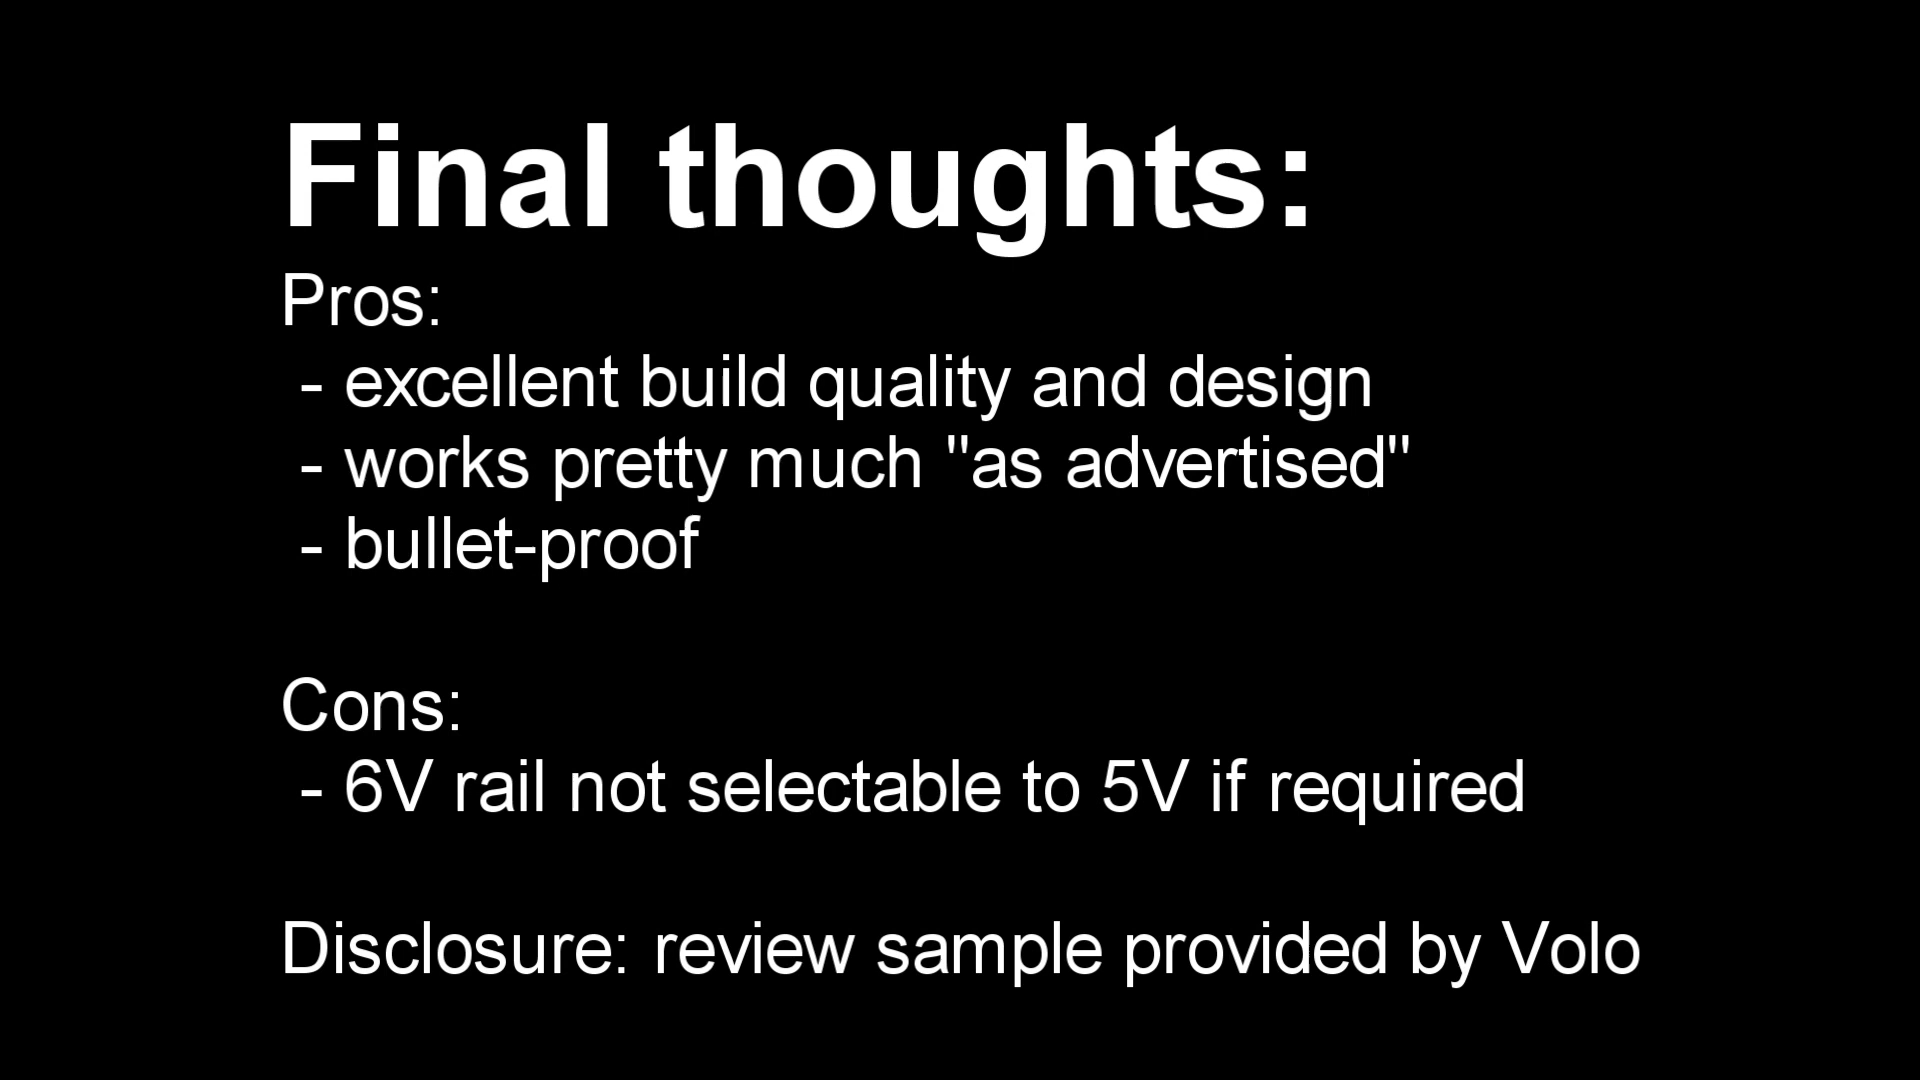 Final thoughts:
Pros:
- excellent build quality and design
- works pretty much "as advertised"
- bullet-proof
Cons:
- 6V rail not selectable to 5V if required
Disclosure: review sample provided by Volo